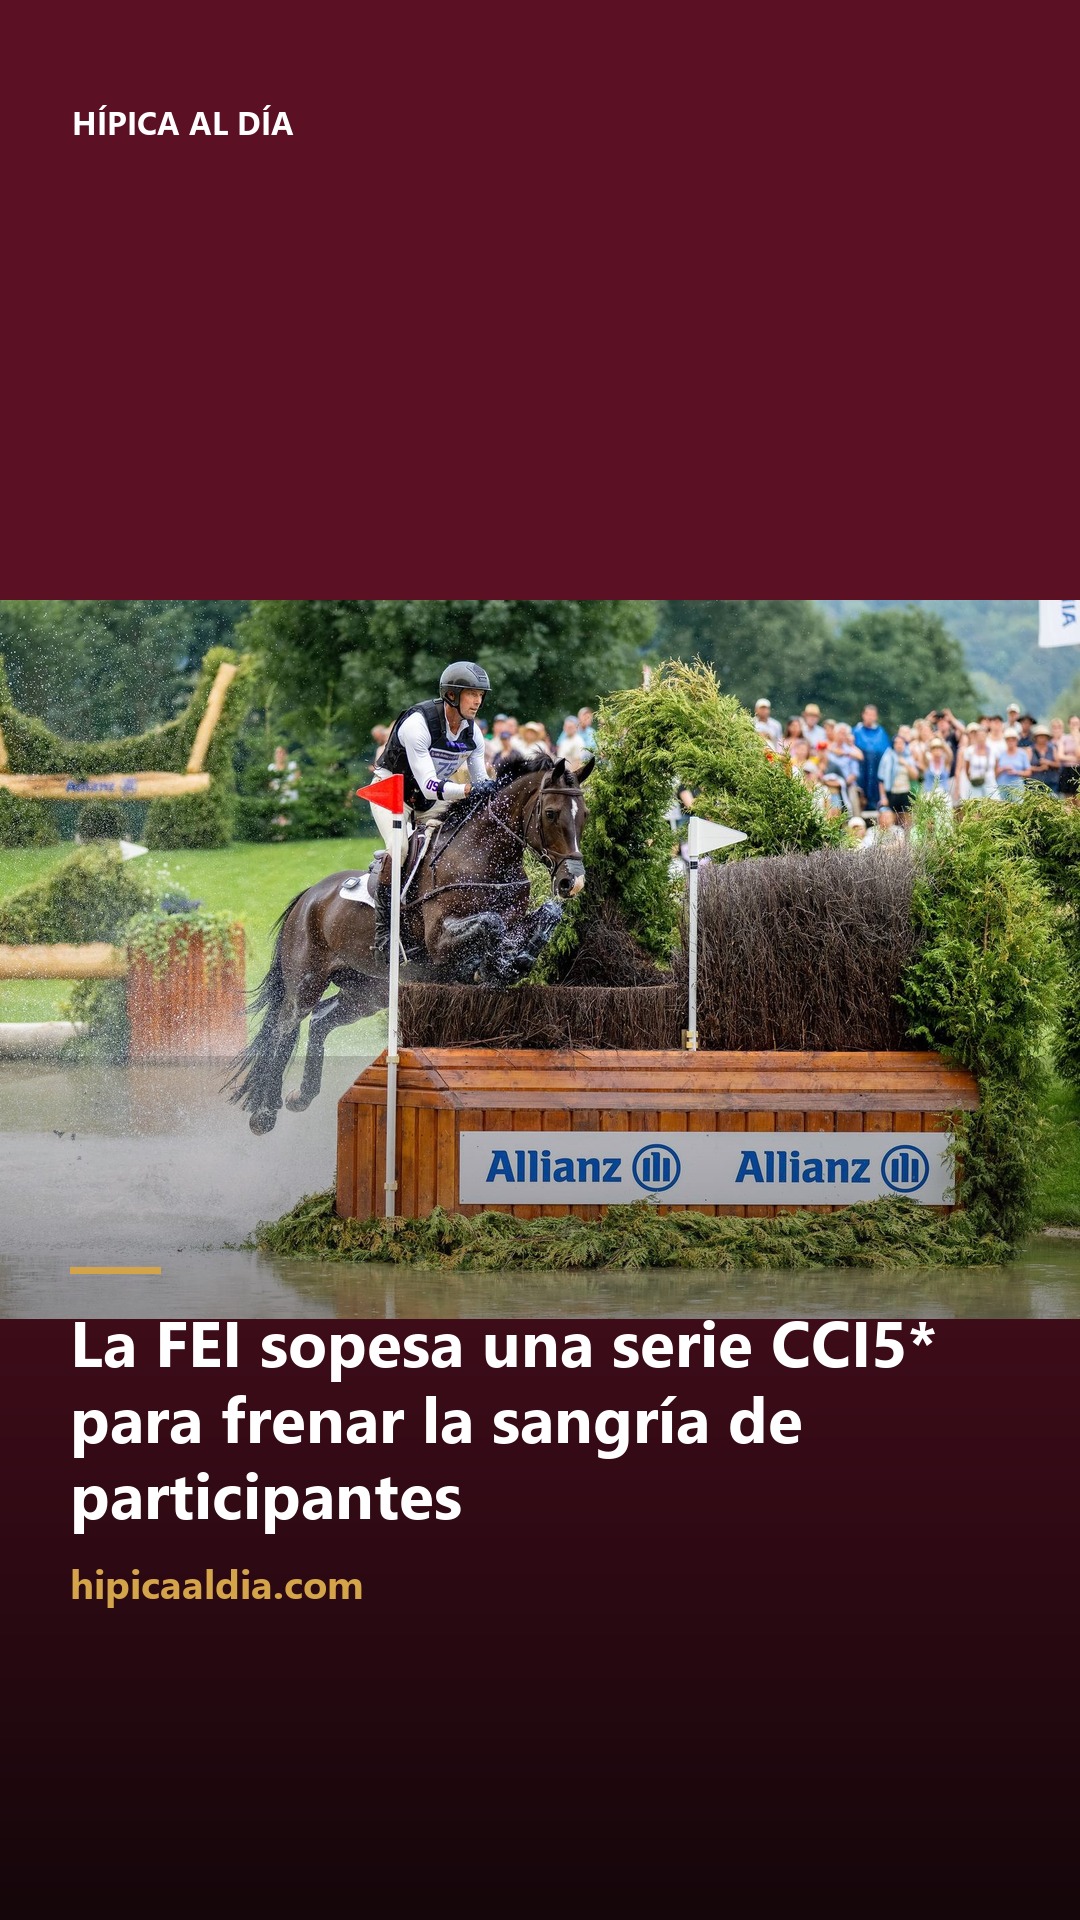 HÍPICA AL DÍA
Allianz Allianz
La FEI sopesa una serie CCI5*
para frenar la sangría de
participantes
hipicaaldia.com